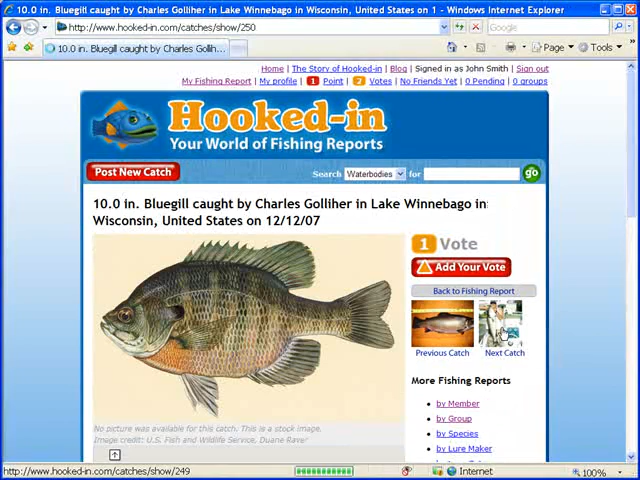 10.0 in. Bluegill caught by Charles Golliher in Lake Winnebago in Wisconsin, United States on 1 - Windows Internet Explorer
http://www.hooked-in.com/catches/show/250
Google
10.0 in. Bluegill caught by Charles Gollih...
Page
Tools
Home | The Story of Hooked-in | Blog | Signed in as John Smith | Sign out
My Fishing Report | My profile | 1 Point | 2 Votes | No Friends Yet | 0 Pending | 0 groups
Hooked-in
Your World of Fishing Reports
Post New Catch
Search Waterbodies for go
10.0 in. Bluegill caught by Charles Golliher in Lake Winnebago in
Wisconsin, United States on 12/12/07
1 Vote
Add Your Vote
Back to Fishing Report
Previous Catch
Next Catch
More Fishing Reports
by Member
by Group
by Species
by Lure Maker
No picture was available for this catch. This is a stock image.
Image credit: U.S. Fish and Wildlife Service, Duane Raver
http://www.hooked-in.com/catches/show/249
Internet
100%